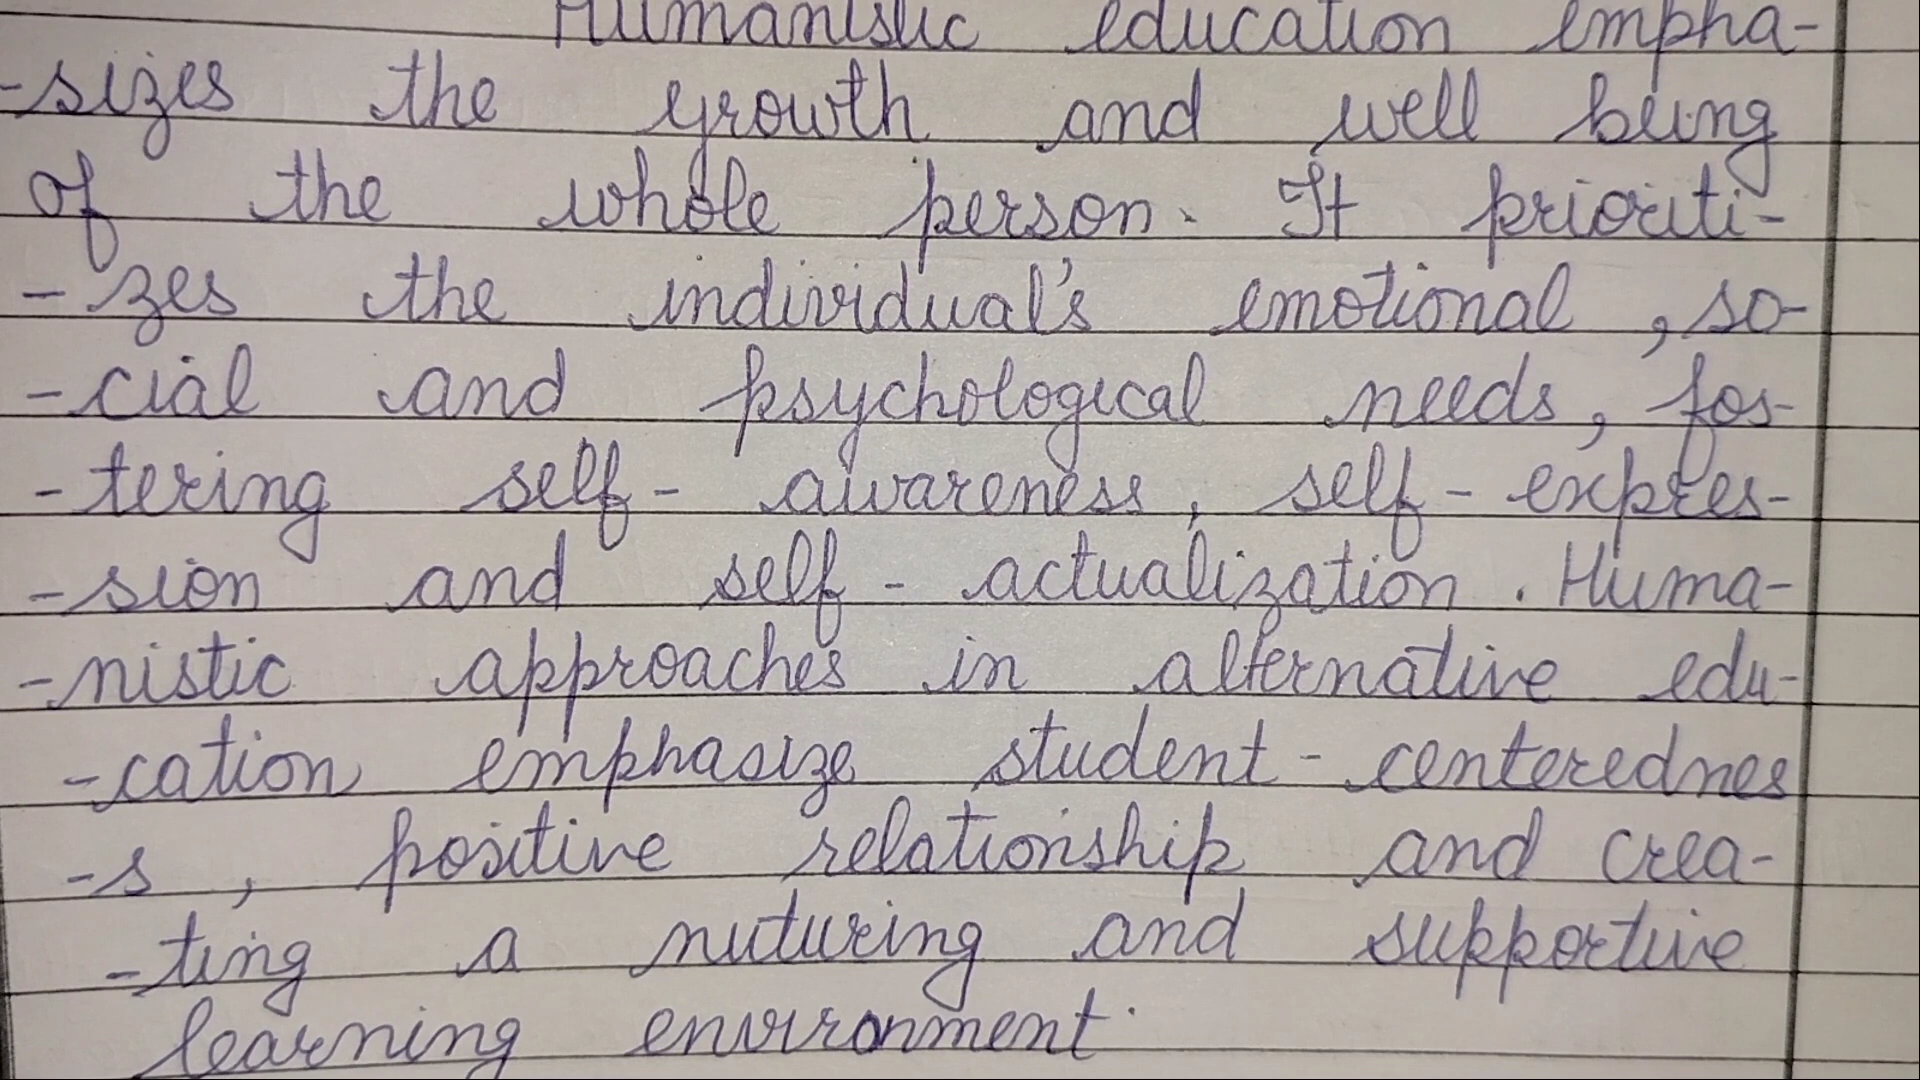 Humanistic education empha-
-sizes the growth and well being
of the whole person. It prioriti-
-zes the individual's emotional, so-
-cial and psychological needs, fos-
-tering self- awareness, self- expres-
-sion and self- actualization. Huma-
-nistic approaches in alternative edu-
-cation emphasize student- centerednes
-s, positive relationship and crea-
-ting a nuturing and supportive
learning environment.